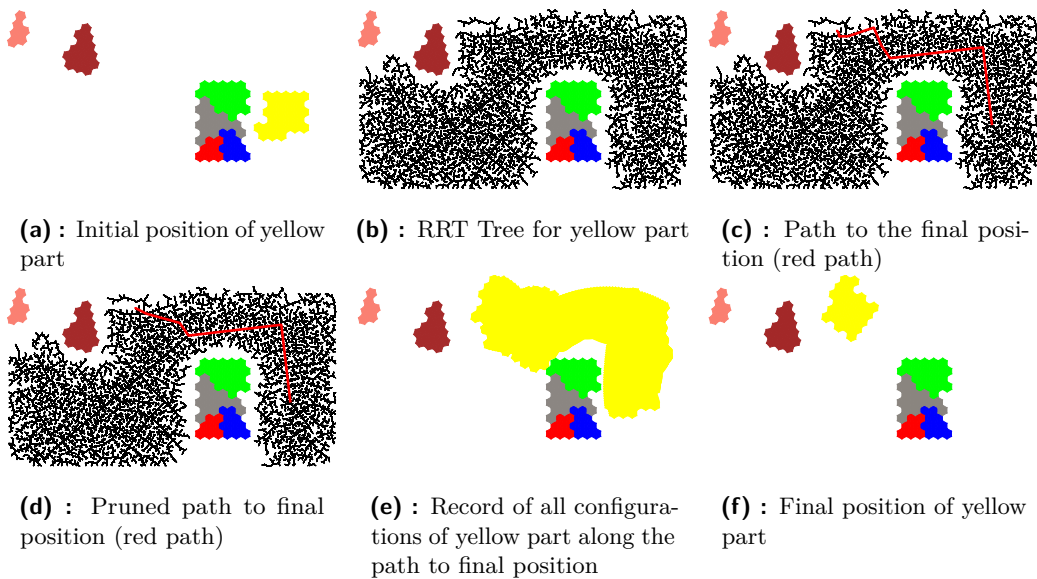 (a) : Initial position of yellow
part
(b) : RRT Tree for yellow part
(c) : Path to the final posi-
tion (red path)
(d) : Pruned path to final
position (red path)
(e) : Record of all configura-
tions of yellow part along the
path to final position
(f) : Final position of yellow
part